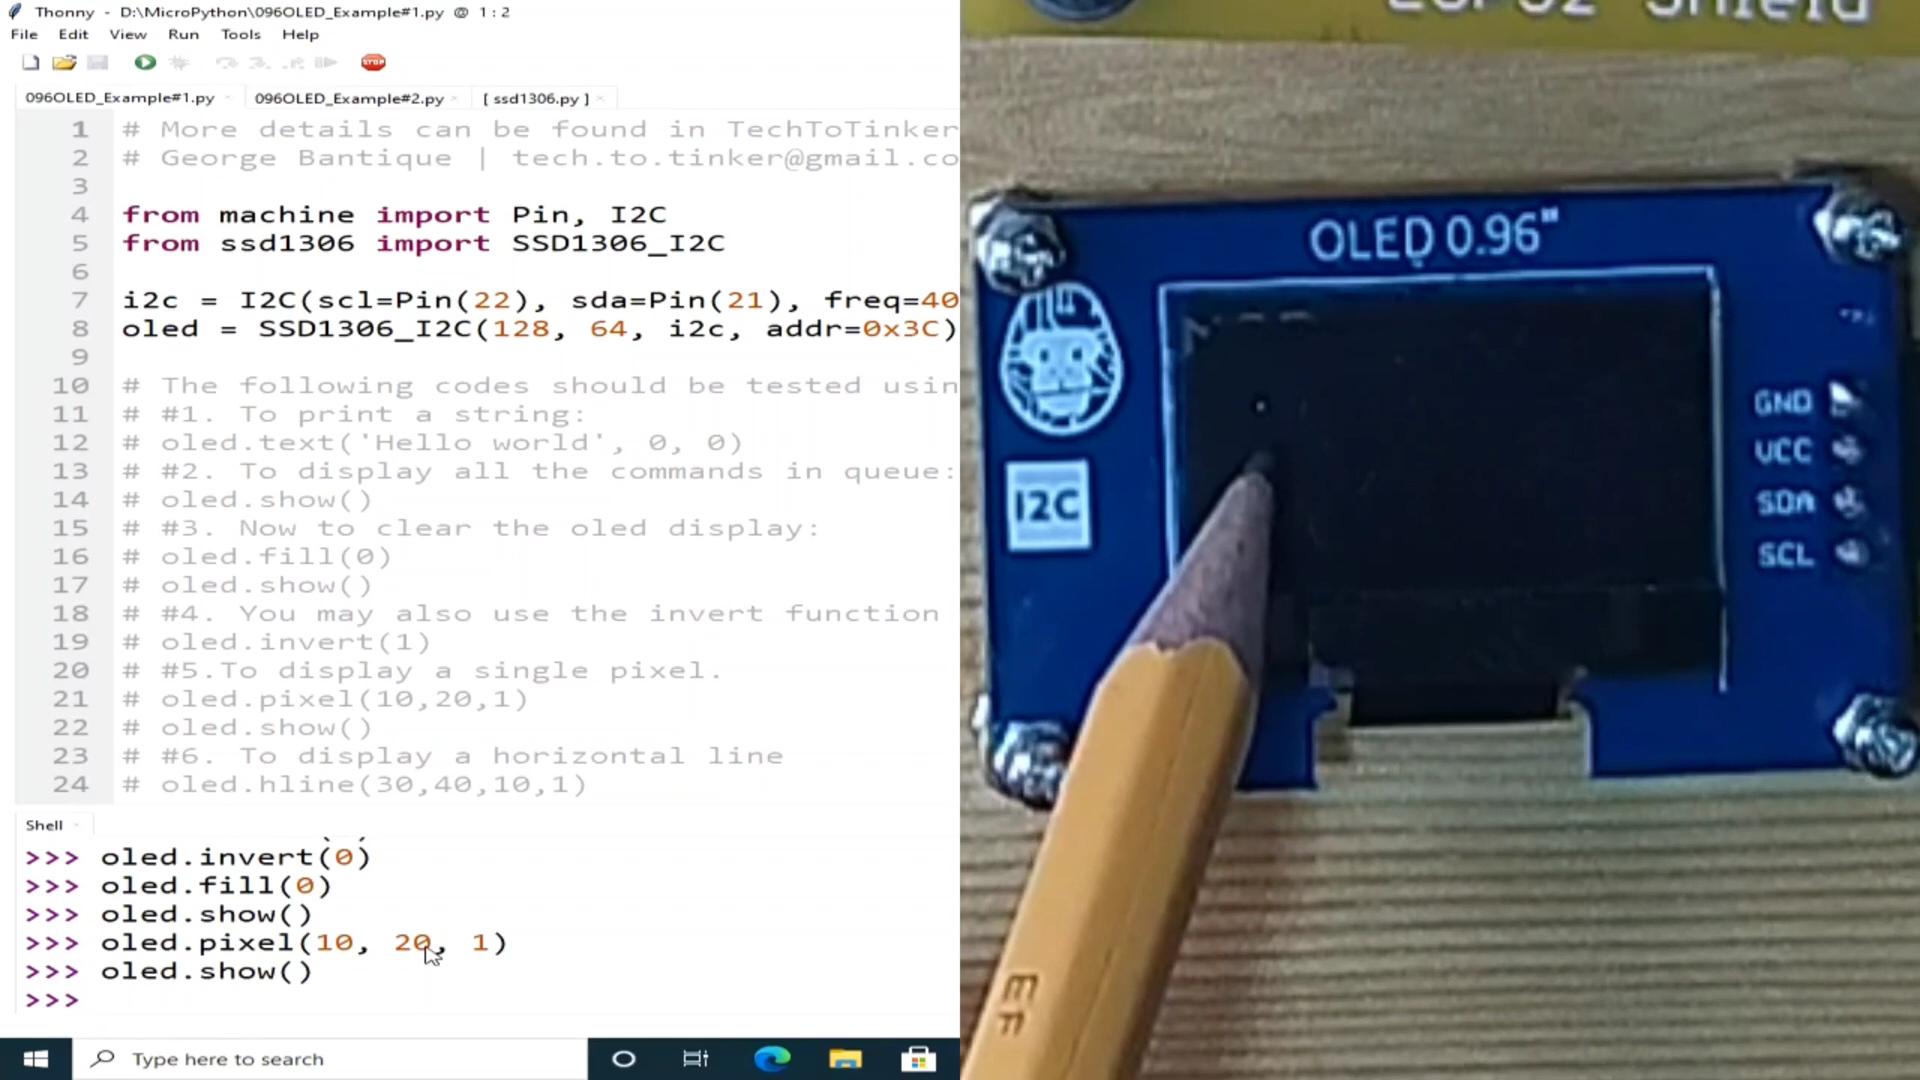 Thonny - D:\MicroPython\096OLED_Example#1.py @ 1:2
File Edit View Run Tools Help
STOP
096OLED_Example#1.py 096OLED_Example#2.py [ ssd1306.py ]
1 # More details can be found in TechToTinker
2 # George Bantique | tech.to.tinker@gmail.co
3
4 from machine import Pin, I2C
5 from ssd1306 import SSD1306_I2C
6
7 i2c = I2C(scl=Pin(22), sda=Pin(21), freq=40
8 oled = SSD1306_I2C(128, 64, i2c, addr=0x3C)
9
10 # The following codes should be tested usin
11 # #1. To print a string:
12 # oled.text('Hello world', 0, 0)
13 # #2. To display all the commands in queue:
14 # oled.show()
15 # #3. Now to clear the oled display:
16 # oled.fill(0)
17 # oled.show()
18 # #4. You may also use the invert function
19 # oled.invert(1)
20 # #5.To display a single pixel.
21 # oled.pixel(10,20,1)
22 # oled.show()
23 # #6. To display a horizontal line
24 # oled.hline(30,40,10,1)
Shell
>>> oled.invert(0)
>>> oled.fill(0)
>>> oled.show()
>>> oled.pixel(10, 20, 1)
>>> oled.show()
>>>
Type here to search
ESP32 Shield
OLED 0.96"
I2C
GND
VCC
SDA
SCL
EF